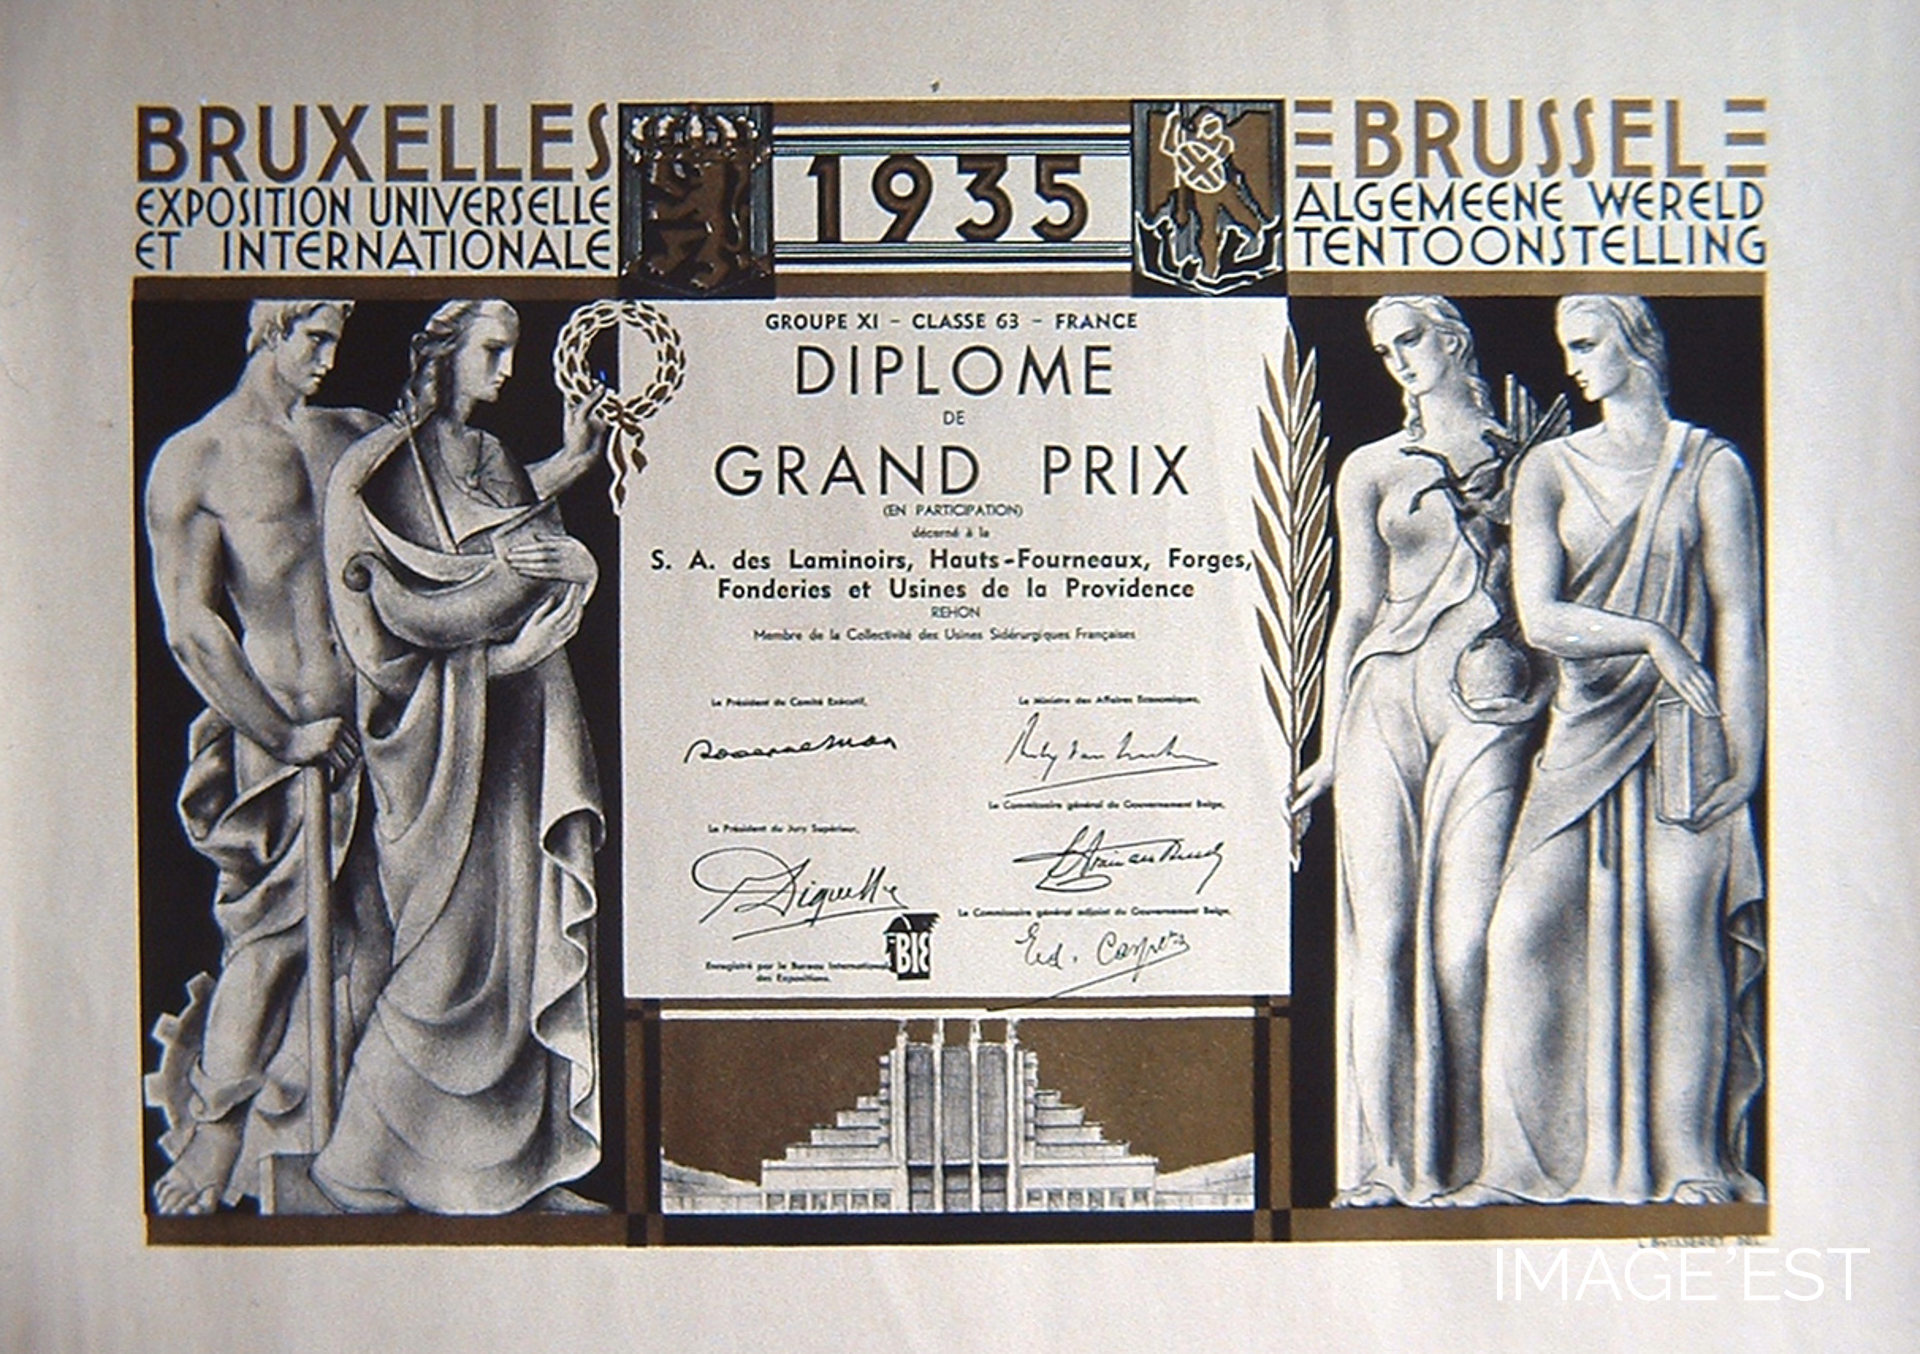 BRUXELLES
EXPOSITION UNIVERSELLE
ET INTERNATIONALE
1935
BRUSSEL
ALGEMEENE WERELD
TENTOONSTELLING
GROUPE XI - CLASSE 63 - FRANCE
DIPLOME
DE
GRAND PRIX
(EN PARTICIPATION)
décerné à la
S. A. des Laminoirs, Hauts-Fourneaux, Forges,
Fonderies et Usines de la Providence
REHON
Membre de la Collectivité des Usines Sidérurgiques Françaises
Le Président du Comité Exécutif,
Le Ministre des Affaires Economiques,
Le Commissaire général du Gouvernement Belge,
Le Président du Jury Supérieur,
Le Commissaire général adjoint du Gouvernement Belge,
Enregistré par le Bureau International
des Expositions.
BIE
IMAGE'EST